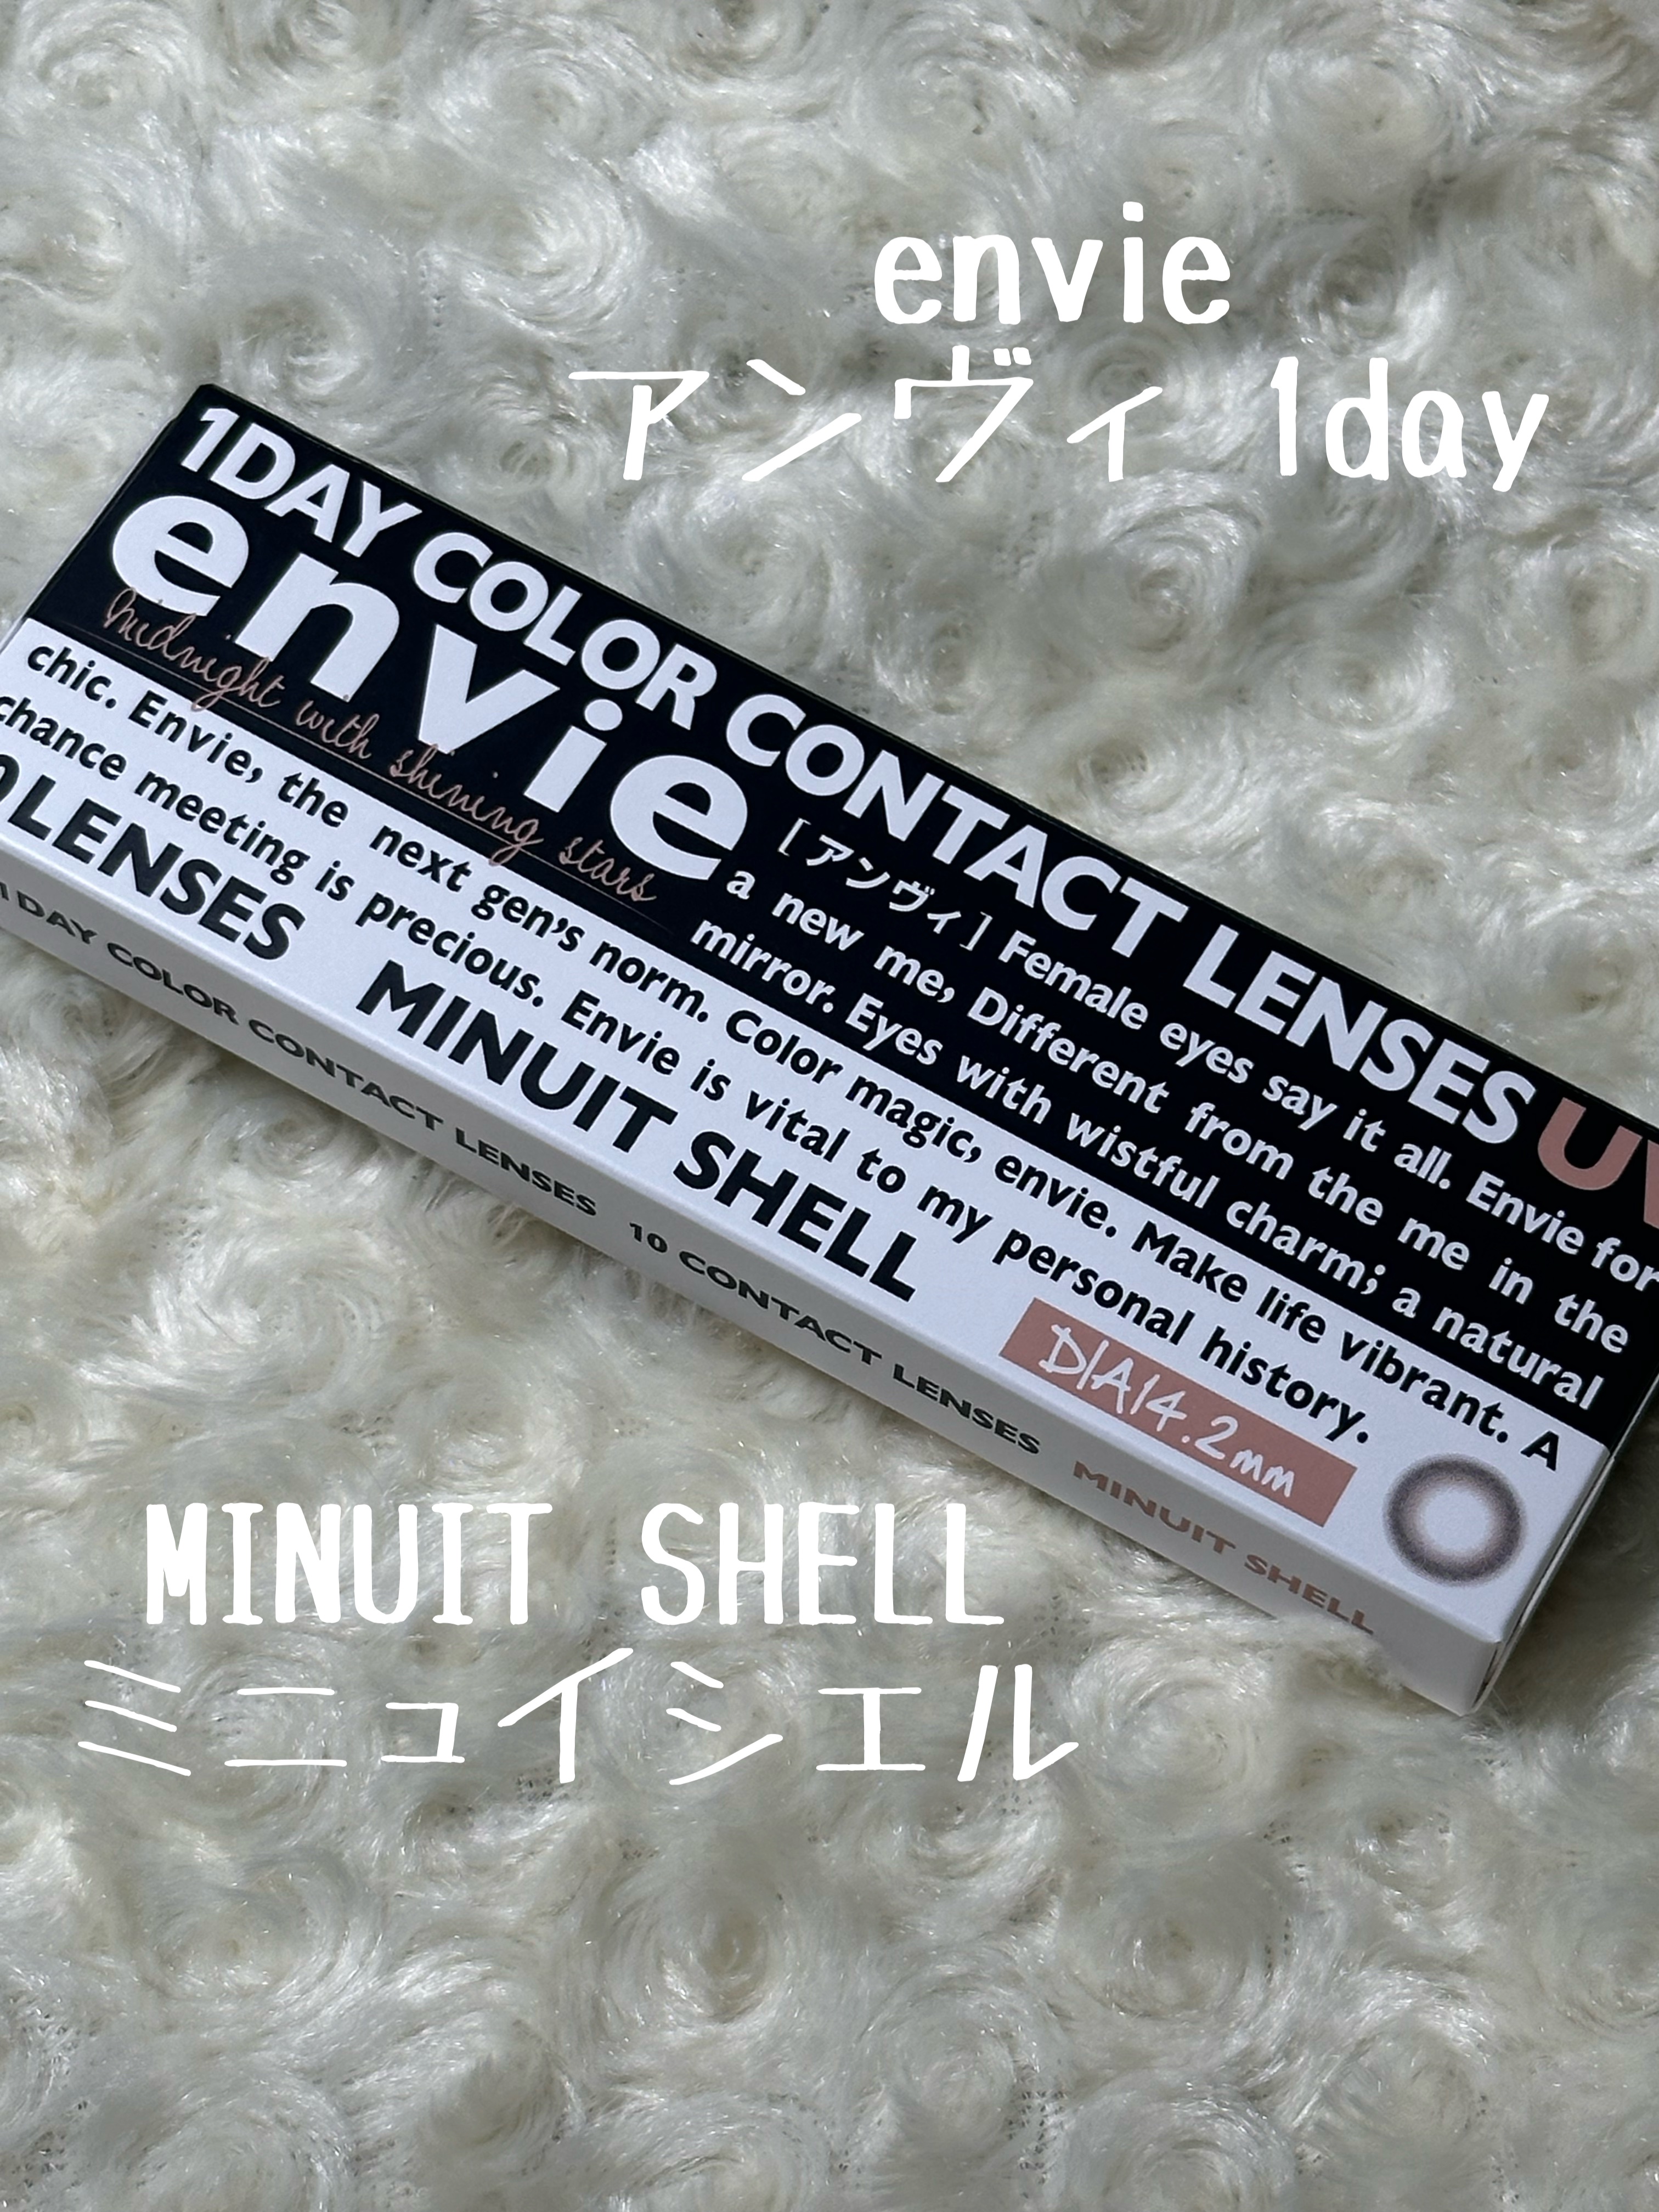 envie
アンヴィ 1day
1DAY COLOR CONTACT LENSES UV
envie
midnight with shining stars
[アンヴィ] Female eyes say it all. Envie for
a new me, Different from the me in the
mirror. Eyes with wistful charm; a natural
chic. Envie, the next gen's norm. Color magic, envie. Make life vibrant. A
chance meeting is precious. Envie is vital to my personal history.
LENSES MINUIT SHELL DIA14.2mm
1DAY COLOR CONTACT LENSES 10 CONTACT LENSES MINUIT SHELL
MINUIT SHELL
ミニュイシェル